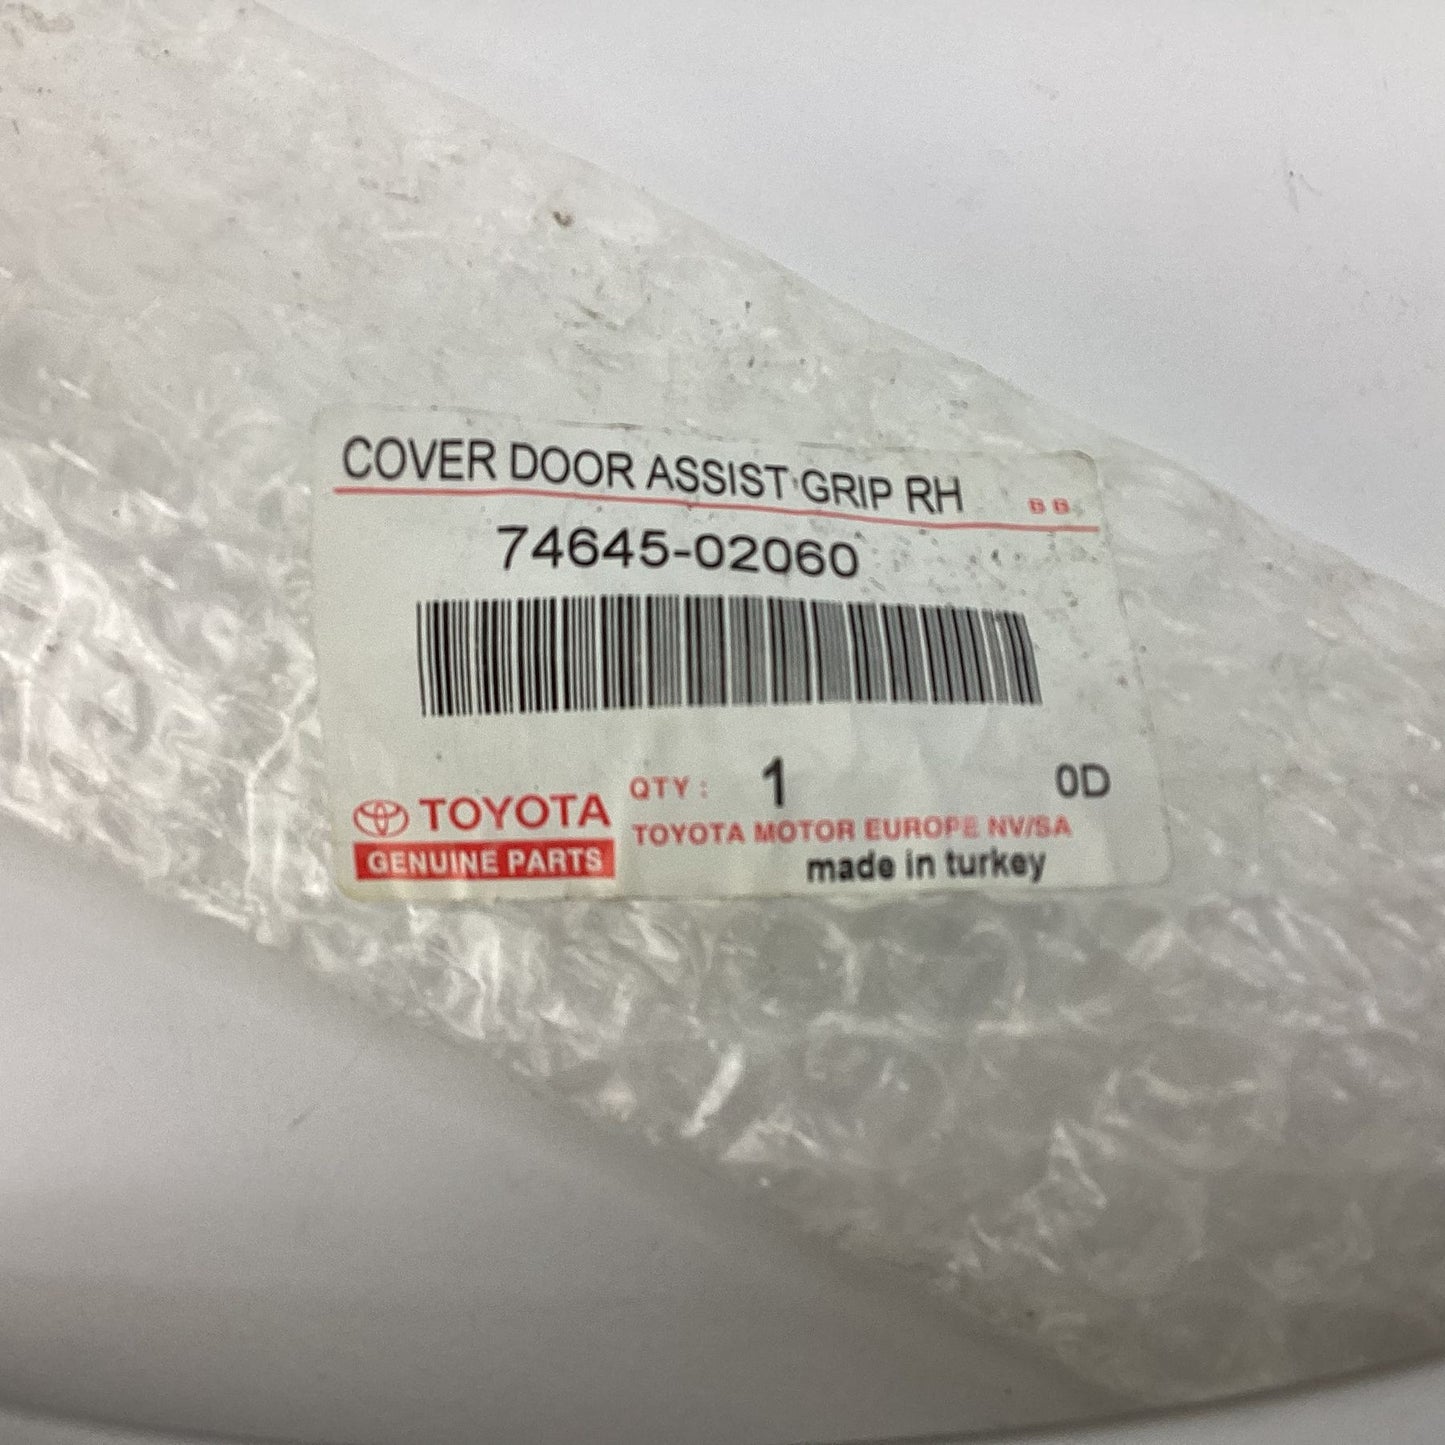 COVER DOOR ASSIST GRIP RH
74645-02060
QTY : 1 0D
TOYOTA
GENUINE PARTS
TOYOTA MOTOR EUROPE NV/SA
made in turkey